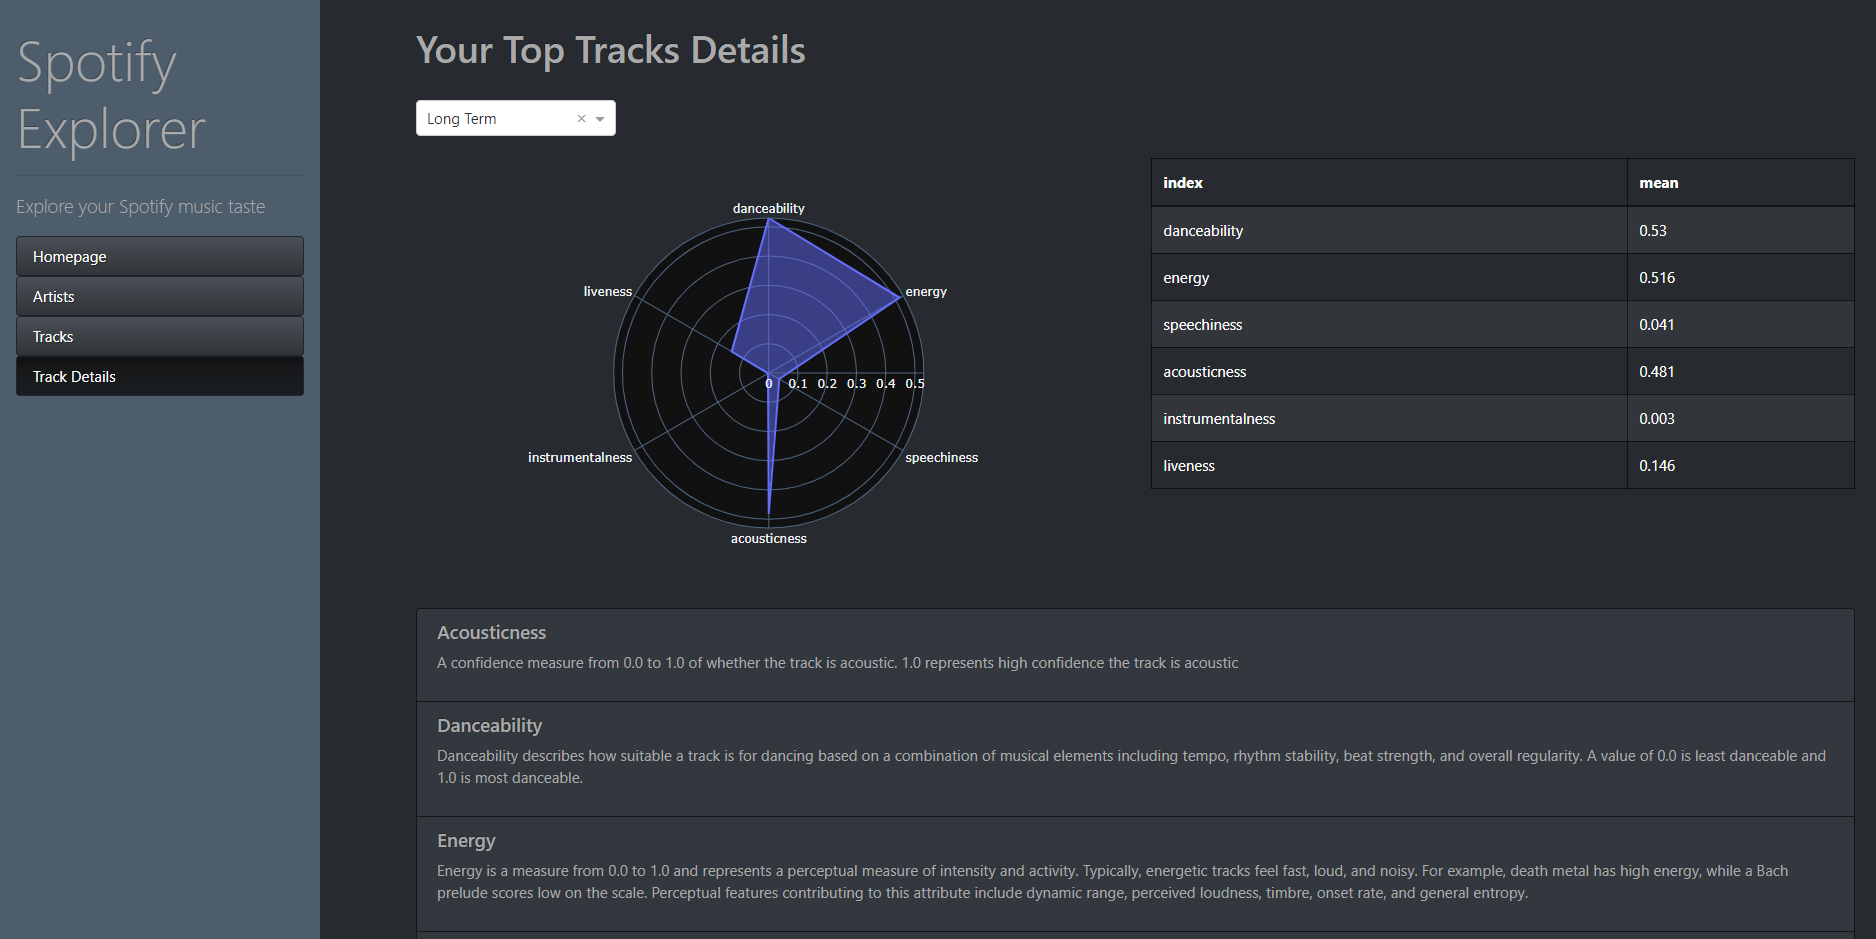 Spotify
Explorer
Explore your Spotify music taste
Homepage
Artists
Tracks
Track Details
Your Top Tracks Details
Long Term
danceability
liveness
energy
0 0.1 0.2 0.3 0.4 0.5
instrumentalness
speechiness
acousticness
index mean
danceability 0.53
energy 0.516
speechiness 0.041
acousticness 0.481
instrumentalness 0.003
liveness 0.146
Acousticness
A confidence measure from 0.0 to 1.0 of whether the track is acoustic. 1.0 represents high confidence the track is acoustic
Danceability
Danceability describes how suitable a track is for dancing based on a combination of musical elements including tempo, rhythm stability, beat strength, and overall regularity. A value of 0.0 is least danceable and
1.0 is most danceable.
Energy
Energy is a measure from 0.0 to 1.0 and represents a perceptual measure of intensity and activity. Typically, energetic tracks feel fast, loud, and noisy. For example, death metal has high energy, while a Bach
prelude scores low on the scale. Perceptual features contributing to this attribute include dynamic range, perceived loudness, timbre, onset rate, and general entropy.